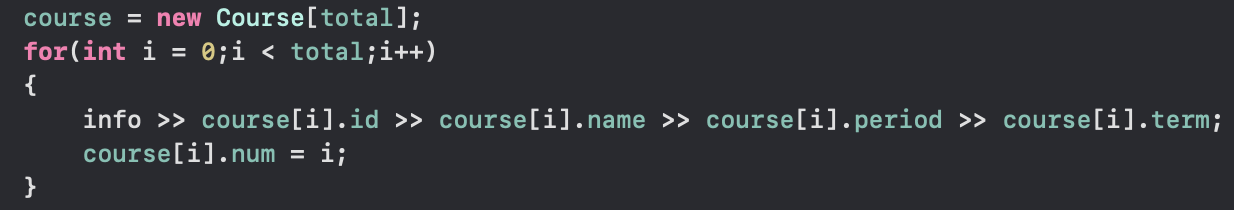 course = new Course[total];
for(int i = 0;i < total;i++)
{
    info >> course[i].id >> course[i].name >> course[i].period >> course[i].term;
    course[i].num = i;
}